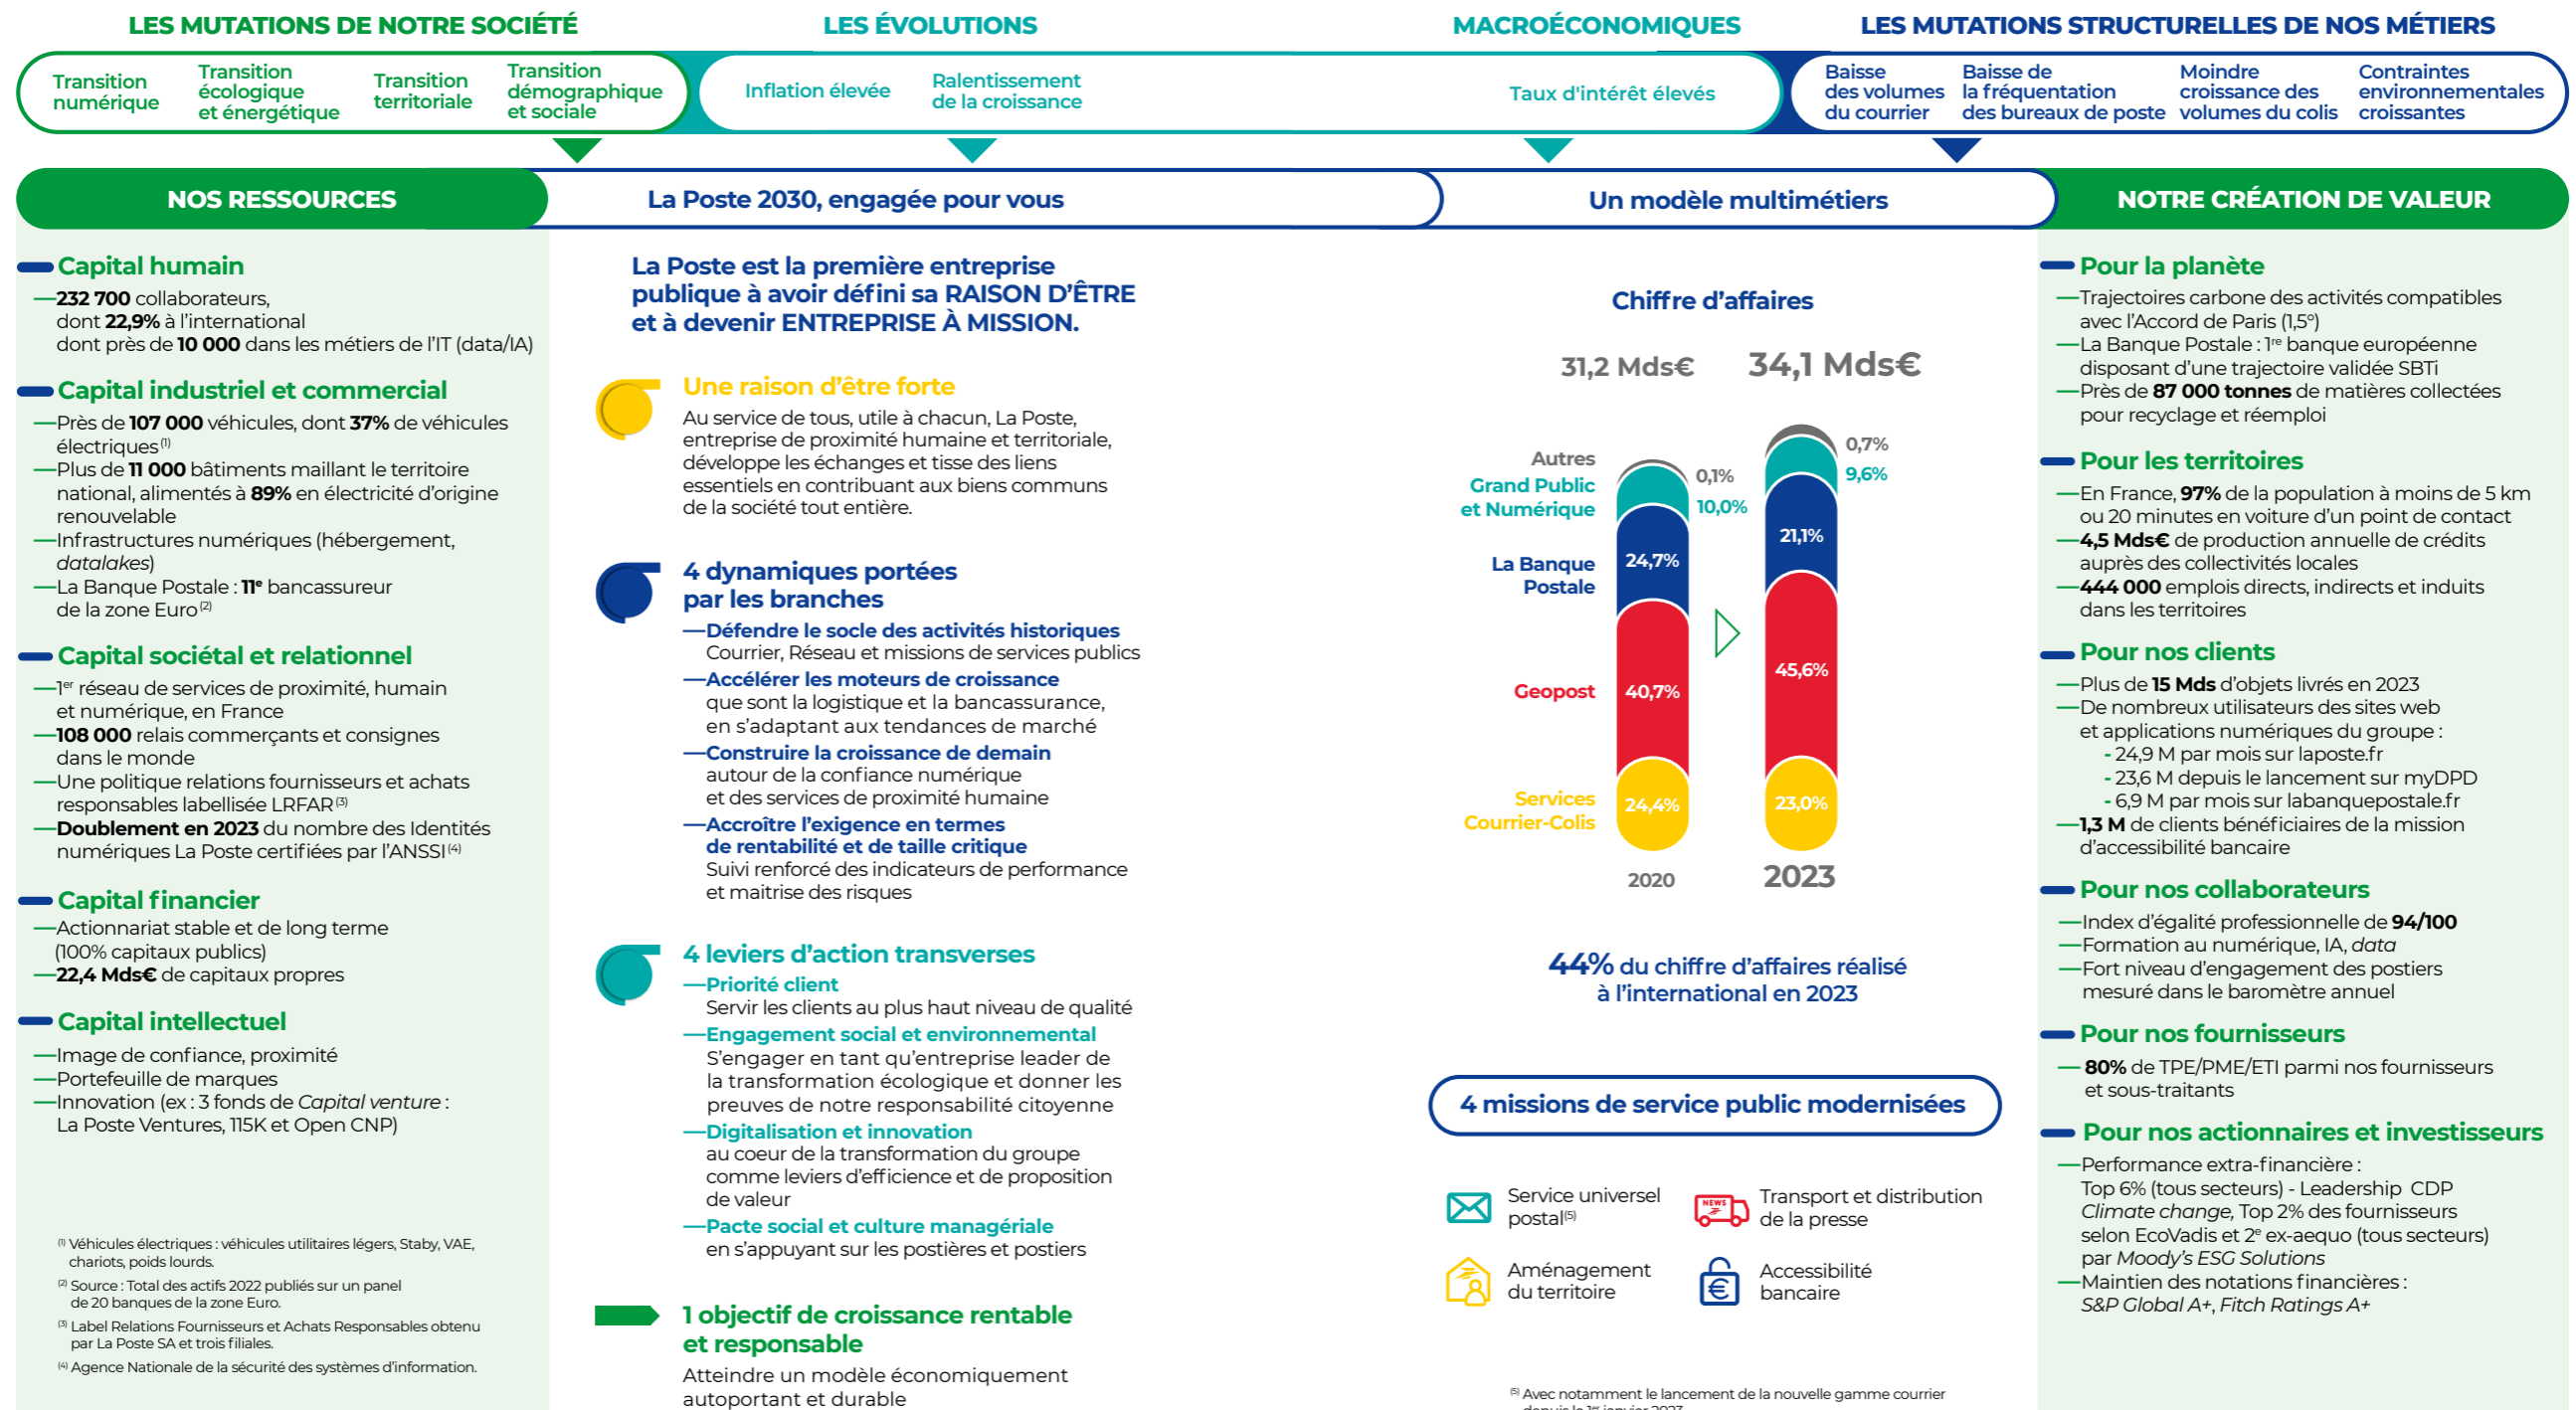 LES MUTATIONS DE NOTRE SOCIÉTÉ
LES ÉVOLUTIONS
MACROÉCONOMIQUES
LES MUTATIONS STRUCTURELLES DE NOS MÉTIERS
Transition
numérique
Transition
écologique
et énergétique
Transition
territoriale
Transition
démographique
et sociale
Inflation élevée
Ralentissement
de la croissance
Taux d'intérêt élevés
Baisse
des volumes
du courrier
Baisse de
la fréquentation
des bureaux de poste
Moindre
croissance des
volumes du colis
Contraintes
environnementales
croissantes
NOS RESSOURCES
Capital humain
—232 700 collaborateurs,
dont 22,9% à l'international
dont près de 10 000 dans les métiers de l'IT (data/IA)
Capital industriel et commercial
—Près de 107 000 véhicules, dont 37% de véhicules
électriques (1)
—Plus de 11 000 bâtiments maillant le territoire
national, alimentés à 89% en électricité d'origine
renouvelable
—Infrastructures numériques (hébergement,
datalakes)
—La Banque Postale : 11e bancassureur
de la zone Euro (2)
Capital sociétal et relationnel
—1er réseau de services de proximité, humain
et numérique, en France
—108 000 relais commerçants et consignes
dans le monde
—Une politique relations fournisseurs et achats
responsables labellisée LRFAR (3)
—Doublement en 2023 du nombre des Identités
numériques La Poste certifiées par l'ANSSI (4)
Capital financier
—Actionnariat stable et de long terme
(100% capitaux publics)
—22,4 Mds€ de capitaux propres
Capital intellectuel
—Image de confiance, proximité
—Portefeuille de marques
—Innovation (ex : 3 fonds de Capital venture :
La Poste Ventures, 115K et Open CNP)
(1) Véhicules électriques : véhicules utilitaires légers, Staby, VAE,
chariots, poids lourds.
(2) Source : Total des actifs 2022 publiés sur un panel
de 20 banques de la zone Euro.
(3) Label Relations Fournisseurs et Achats Responsables obtenu
par La Poste SA et trois filiales.
(4) Agence Nationale de la sécurité des systèmes d'information.
La Poste 2030, engagée pour vous
La Poste est la première entreprise
publique à avoir défini sa RAISON D'ÊTRE
et à devenir ENTREPRISE À MISSION.
Une raison d'être forte
Au service de tous, utile à chacun, La Poste,
entreprise de proximité humaine et territoriale,
développe les échanges et tisse des liens
essentiels en contribuant aux biens communs
de la société tout entière.
4 dynamiques portées
par les branches
—Défendre le socle des activités historiques
Courrier, Réseau et missions de services publics
—Accélérer les moteurs de croissance
que sont la logistique et la bancassurance,
en s'adaptant aux tendances de marché
—Construire la croissance de demain
autour de la confiance numérique
et des services de proximité humaine
—Accroître l'exigence en termes
de rentabilité et de taille critique
Suivi renforcé des indicateurs de performance
et maitrise des risques
4 leviers d'action transverses
—Priorité client
Servir les clients au plus haut niveau de qualité
—Engagement social et environnemental
S'engager en tant qu'entreprise leader de
la transformation écologique et donner les
preuves de notre responsabilité citoyenne
—Digitalisation et innovation
au coeur de la transformation du groupe
comme leviers d'efficience et de proposition
de valeur
—Pacte social et culture managériale
en s'appuyant sur les postières et postiers
1 objectif de croissance rentable
et responsable
Atteindre un modèle économiquement
autoportant et durable
Un modèle multimétiers
Chiffre d'affaires
31,2 Mds€
34,1 Mds€
Autres
0,1%
0,7%
Grand Public
et Numérique
10,0%
9,6%
La Banque
Postale
24,7%
21,1%
Geopost
40,7%
45,6%
Services
Courrier-Colis
24,4%
23,0%
2020
2023
44% du chiffre d'affaires réalisé
à l'international en 2023
4 missions de service public modernisées
Service universel
postal(5)
NEWS
Transport et distribution
de la presse
Aménagement
du territoire
€
Accessibilité
bancaire
(5) Avec notamment le lancement de la nouvelle gamme courrier
depuis le 1er janvier 2023.
NOTRE CRÉATION DE VALEUR
Pour la planète
—Trajectoires carbone des activités compatibles
avec l'Accord de Paris (1,5°)
—La Banque Postale : 1re banque européenne
disposant d'une trajectoire validée SBTi
—Près de 87 000 tonnes de matières collectées
pour recyclage et réemploi
Pour les territoires
—En France, 97% de la population à moins de 5 km
ou 20 minutes en voiture d'un point de contact
—4,5 Mds€ de production annuelle de crédits
auprès des collectivités locales
—444 000 emplois directs, indirects et induits
dans les territoires
Pour nos clients
—Plus de 15 Mds d'objets livrés en 2023
—De nombreux utilisateurs des sites web
et applications numériques du groupe :
- 24,9 M par mois sur laposte.fr
- 23,6 M depuis le lancement sur myDPD
- 6,9 M par mois sur labanquepostale.fr
—1,3 M de clients bénéficiaires de la mission
d'accessibilité bancaire
Pour nos collaborateurs
—Index d'égalité professionnelle de 94/100
—Formation au numérique, IA, data
—Fort niveau d'engagement des postiers
mesuré dans le baromètre annuel
Pour nos fournisseurs
— 80% de TPE/PME/ETI parmi nos fournisseurs
et sous-traitants
Pour nos actionnaires et investisseurs
—Performance extra-financière :
Top 6% (tous secteurs) - Leadership CDP
Climate change, Top 2% des fournisseurs
selon EcoVadis et 2e ex-aequo (tous secteurs)
par Moody's ESG Solutions
—Maintien des notations financières :
S&P Global A+, Fitch Ratings A+